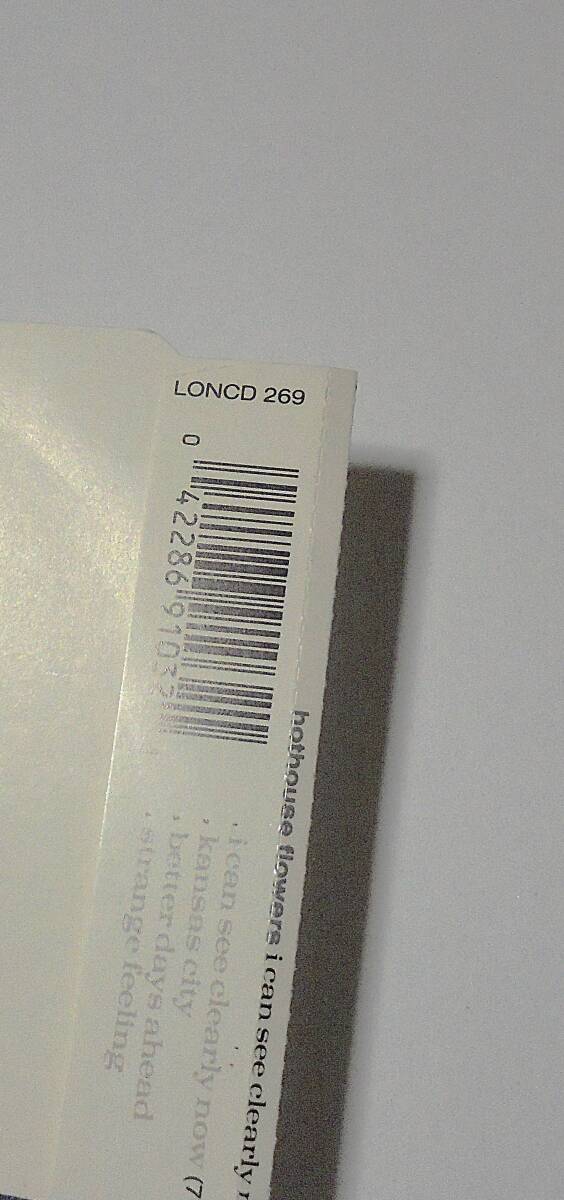 LONCD 269
0 42286 91032
hothouse flowers i can see clearly
, i can see clearly now (7
, kansas city
, better days ahead
, strange feeling